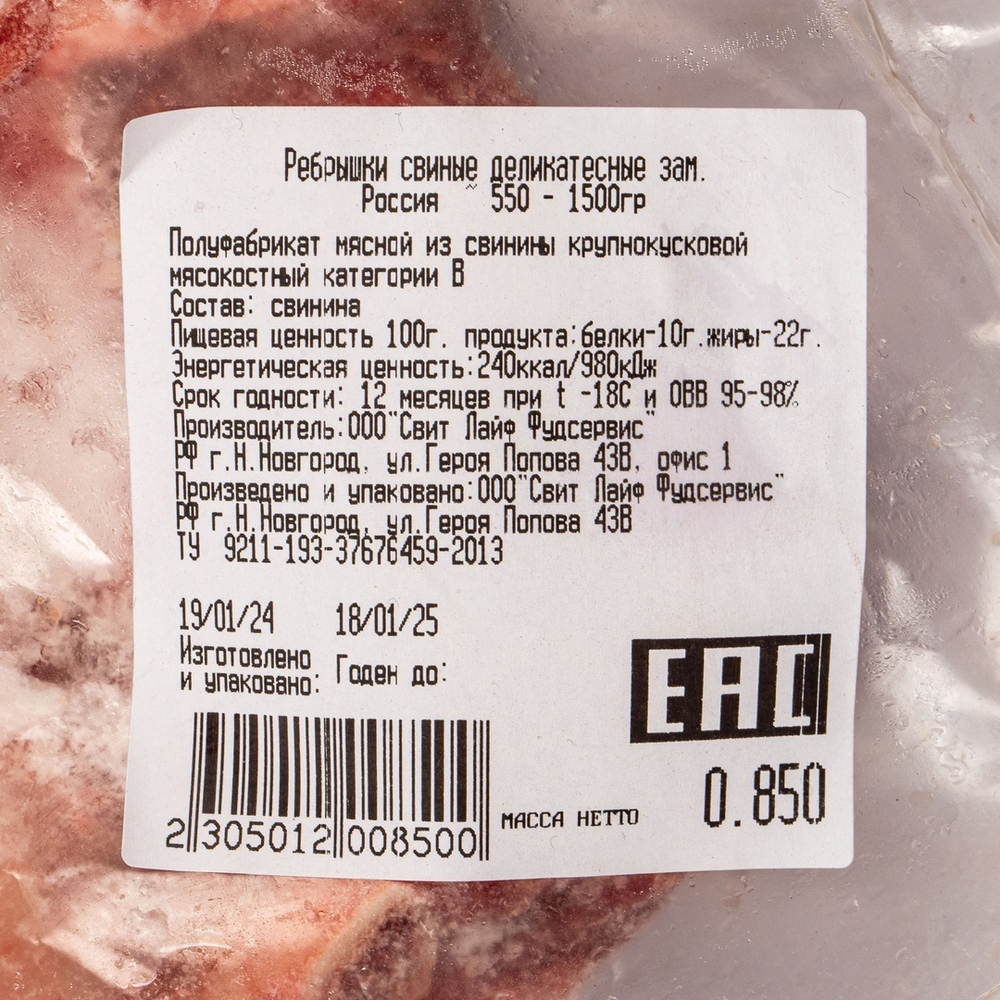 Ребрышки свиные деликатесные зам.
Россия ~ 550 - 1500гр
Полуфабрикат мясной из свинины крупнокусковой
мясокостный категории В
Состав: свинина
Пищевая ценность 100г. продукта:белки-10г.жиры-22г.
Энергетическая ценность:240ккал/980кДж
Срок годности: 12 месяцев при t -18С и ОВВ 95-98%
Производитель:ООО"Свит Лайф Фудсервис"
РФ г.Н.Новгород, ул.Героя Попова 43В, офис 1
Произведено и упаковано:ООО"Свит Лайф Фудсервис"
РФ г.Н.Новгород, ул.Героя Попова 43В
ТУ 9211-193-37676459-2013
19/01/24 18/01/25
Изготовлено
и упаковано: Годен до:
EAC
2 305012 008500
МАССА НЕТТО 0.850